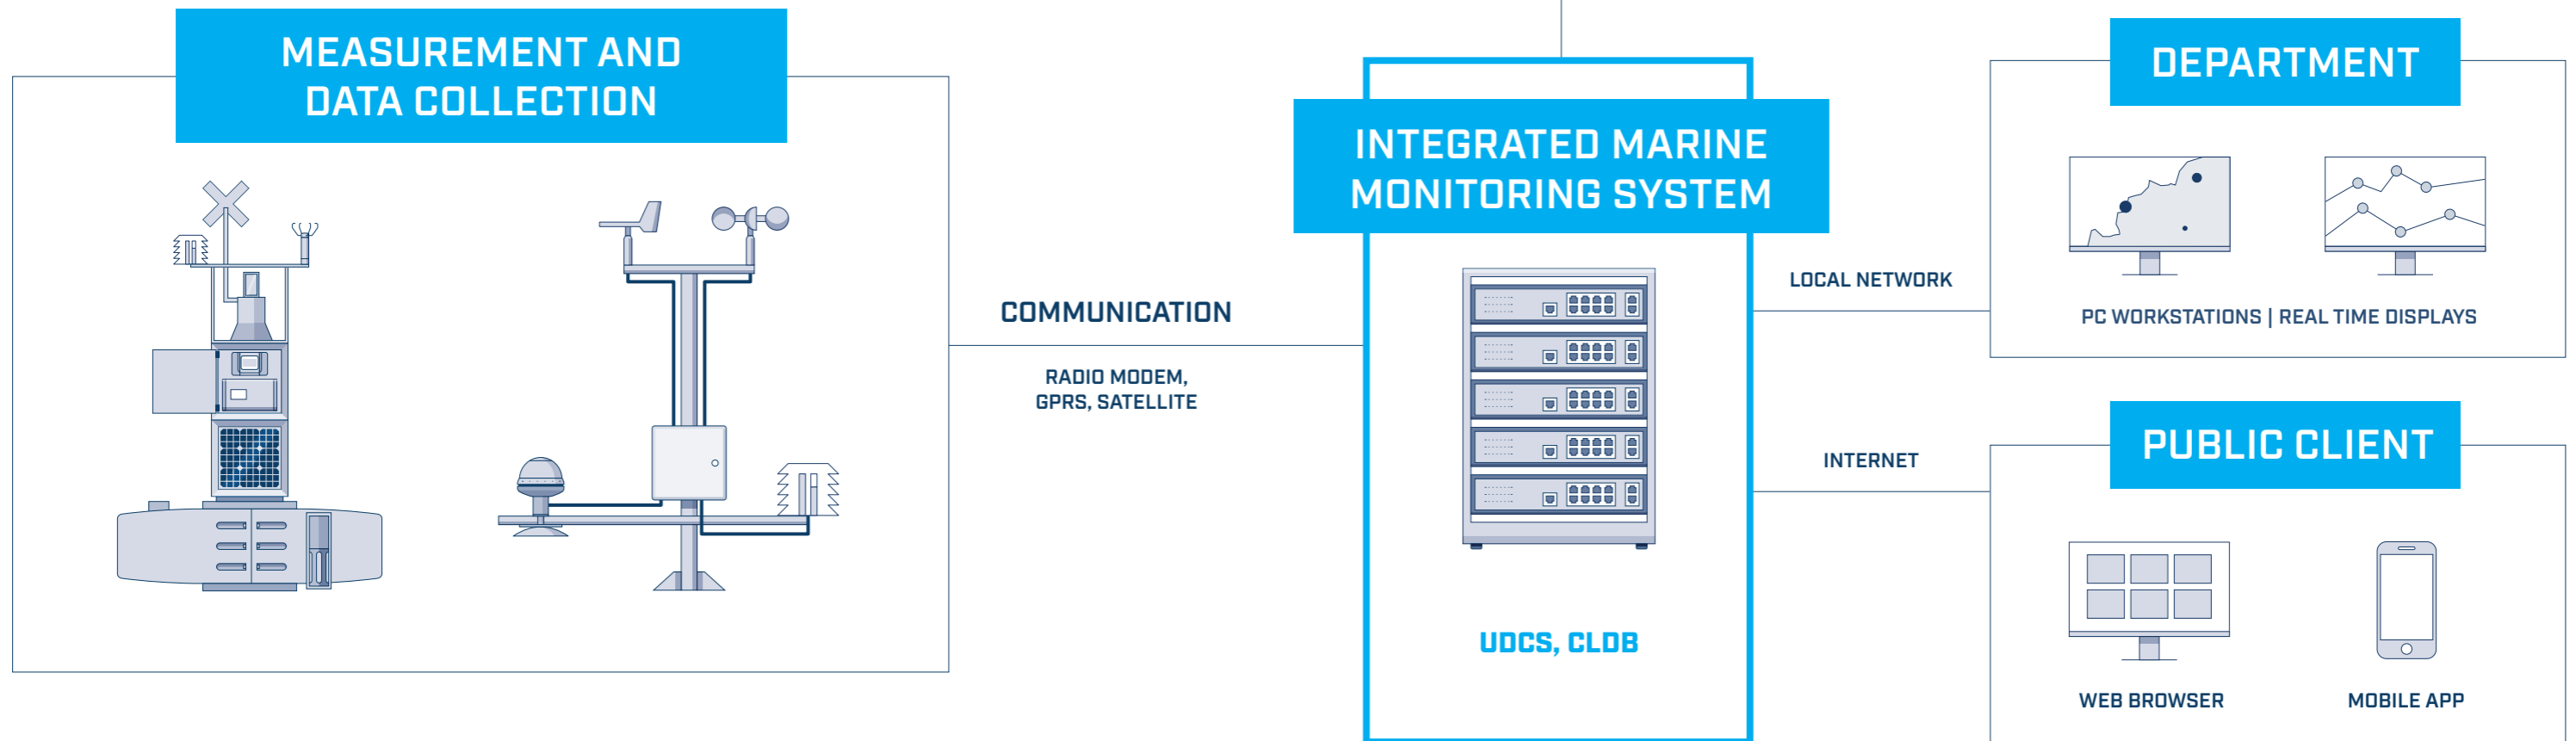 MEASUREMENT AND
DATA COLLECTION
COMMUNICATION
RADIO MODEM,
GPRS, SATELLITE
INTEGRATED MARINE
MONITORING SYSTEM
UDCS, CLDB
LOCAL NETWORK
INTERNET
DEPARTMENT
PC WORKSTATIONS | REAL TIME DISPLAYS
PUBLIC CLIENT
WEB BROWSER
MOBILE APP